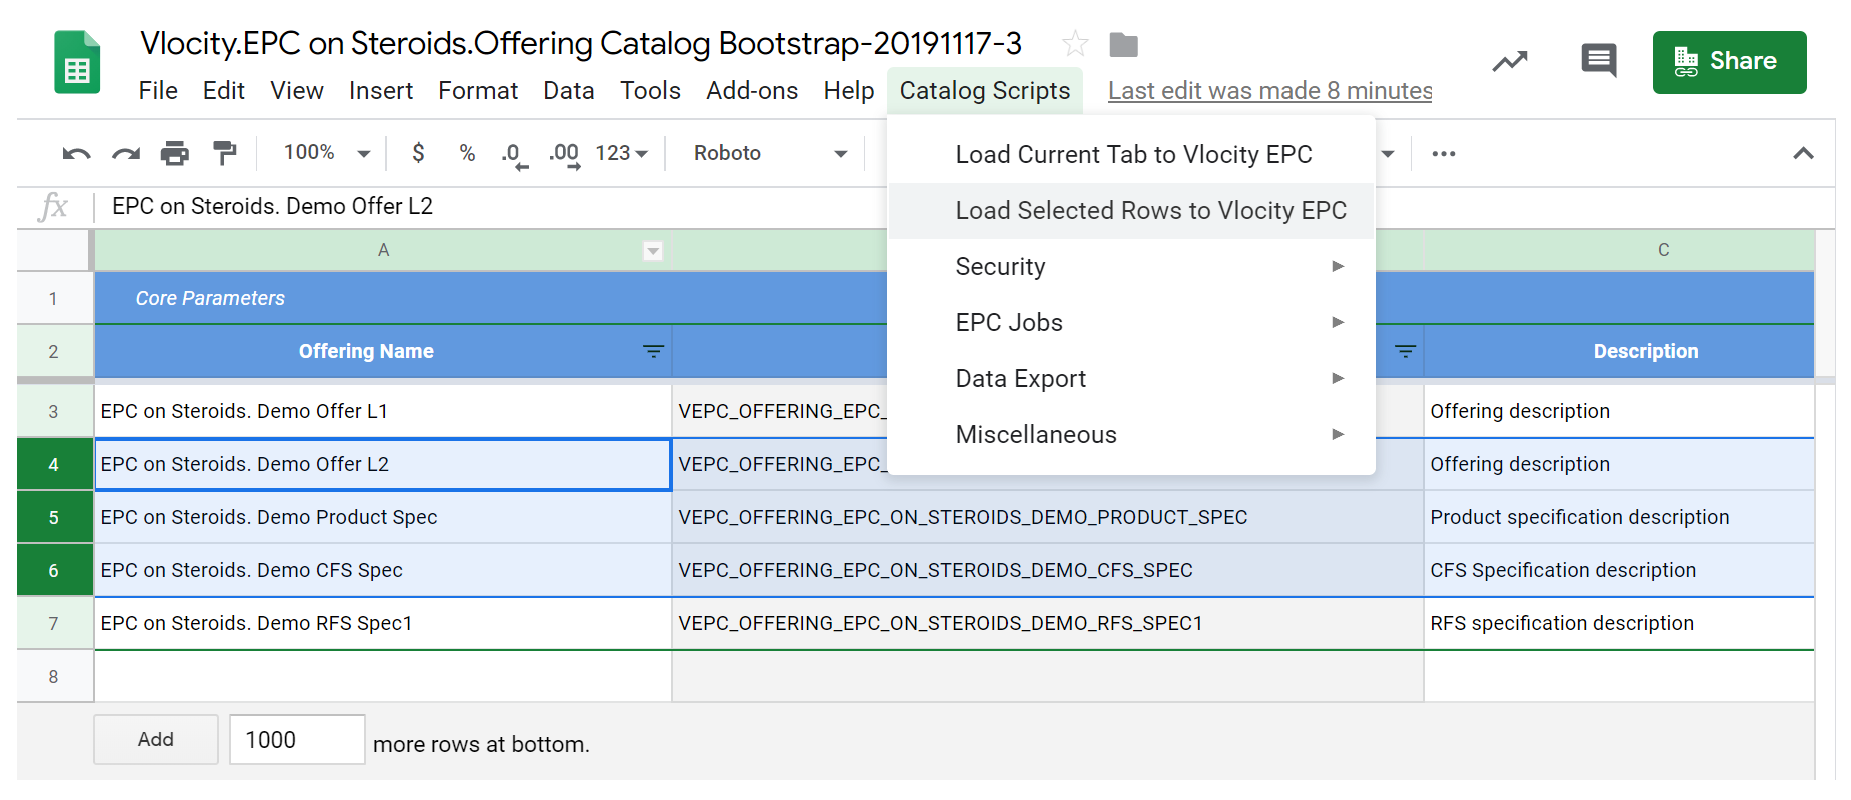 Vlocity.EPC on Steroids.Offering Catalog Bootstrap-20191117-3
File Edit View Insert Format Data Tools Add-ons Help Catalog Scripts Last edit was made 8 minutes
Share
100% $ % .0 .00 123 Roboto
fx EPC on Steroids. Demo Offer L2
Load Current Tab to Vlocity EPC
Load Selected Rows to Vlocity EPC
Security
EPC Jobs
Data Export
Miscellaneous
A C
1 Core Parameters
2 Offering Name Description
3 EPC on Steroids. Demo Offer L1 VEPC_OFFERING_EPC_ Offering description
4 EPC on Steroids. Demo Offer L2 VEPC_OFFERING_EPC_ Offering description
5 EPC on Steroids. Demo Product Spec VEPC_OFFERING_EPC_ON_STEROIDS_DEMO_PRODUCT_SPEC Product specification description
6 EPC on Steroids. Demo CFS Spec VEPC_OFFERING_EPC_ON_STEROIDS_DEMO_CFS_SPEC CFS Specification description
7 EPC on Steroids. Demo RFS Spec1 VEPC_OFFERING_EPC_ON_STEROIDS_DEMO_RFS_SPEC1 RFS specification description
8
Add 1000 more rows at bottom.